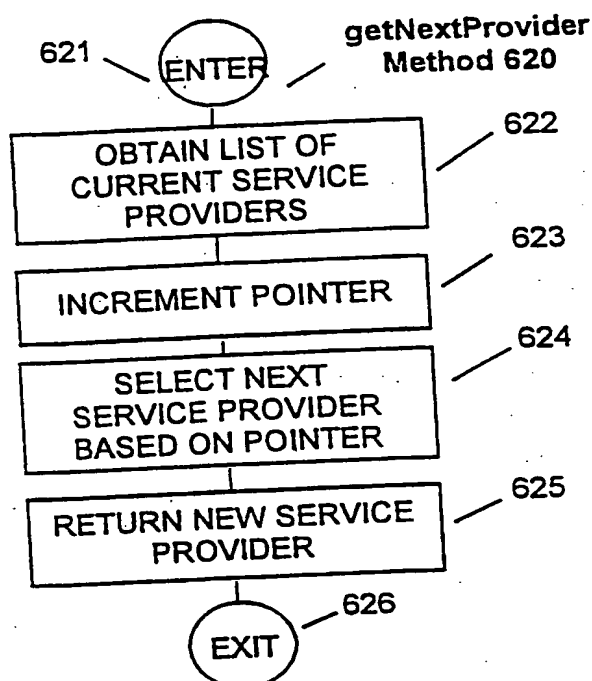 getNextProvider
Method 620
621
ENTER
622
OBTAIN LIST OF
CURRENT SERVICE
PROVIDERS
623
INCREMENT POINTER
624
SELECT NEXT
SERVICE PROVIDER
BASED ON POINTER
625
RETURN NEW SERVICE
PROVIDER
626
EXIT